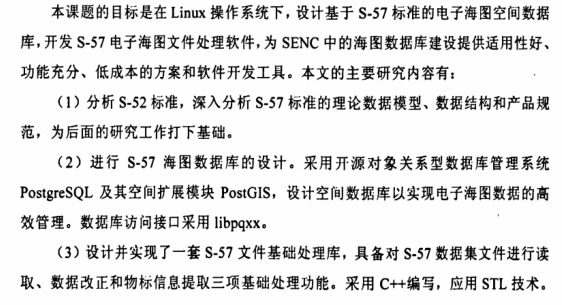 本课题的目标是在 Linux 操作系统下，设计基于 S-57 标准的电子海图空间数据
库，开发 S-57 电子海图文件处理软件，为 SENC 中的海图数据库建设提供适用性好、
功能充分、低成本的方案和软件开发工具。本文的主要研究内容有：
（1）分析 S-52 标准，深入分析 S-57 标准的理论数据模型、数据结构和产品规
范，为后面的研究工作打下基础。
（2）进行 S-57 海图数据库的设计。采用开源对象关系型数据库管理系统
PostgreSQL 及其空间扩展模块 PostGIS，设计空间数据库以实现电子海图数据的高
效管理。数据库访问接口采用 libpqxx。
（3）设计并实现了一套 S-57 文件基础处理库，具备对 S-57 数据集文件进行读
取、数据改正和物标信息提取三项基础处理功能。采用 C++编写，应用 STL 技术。